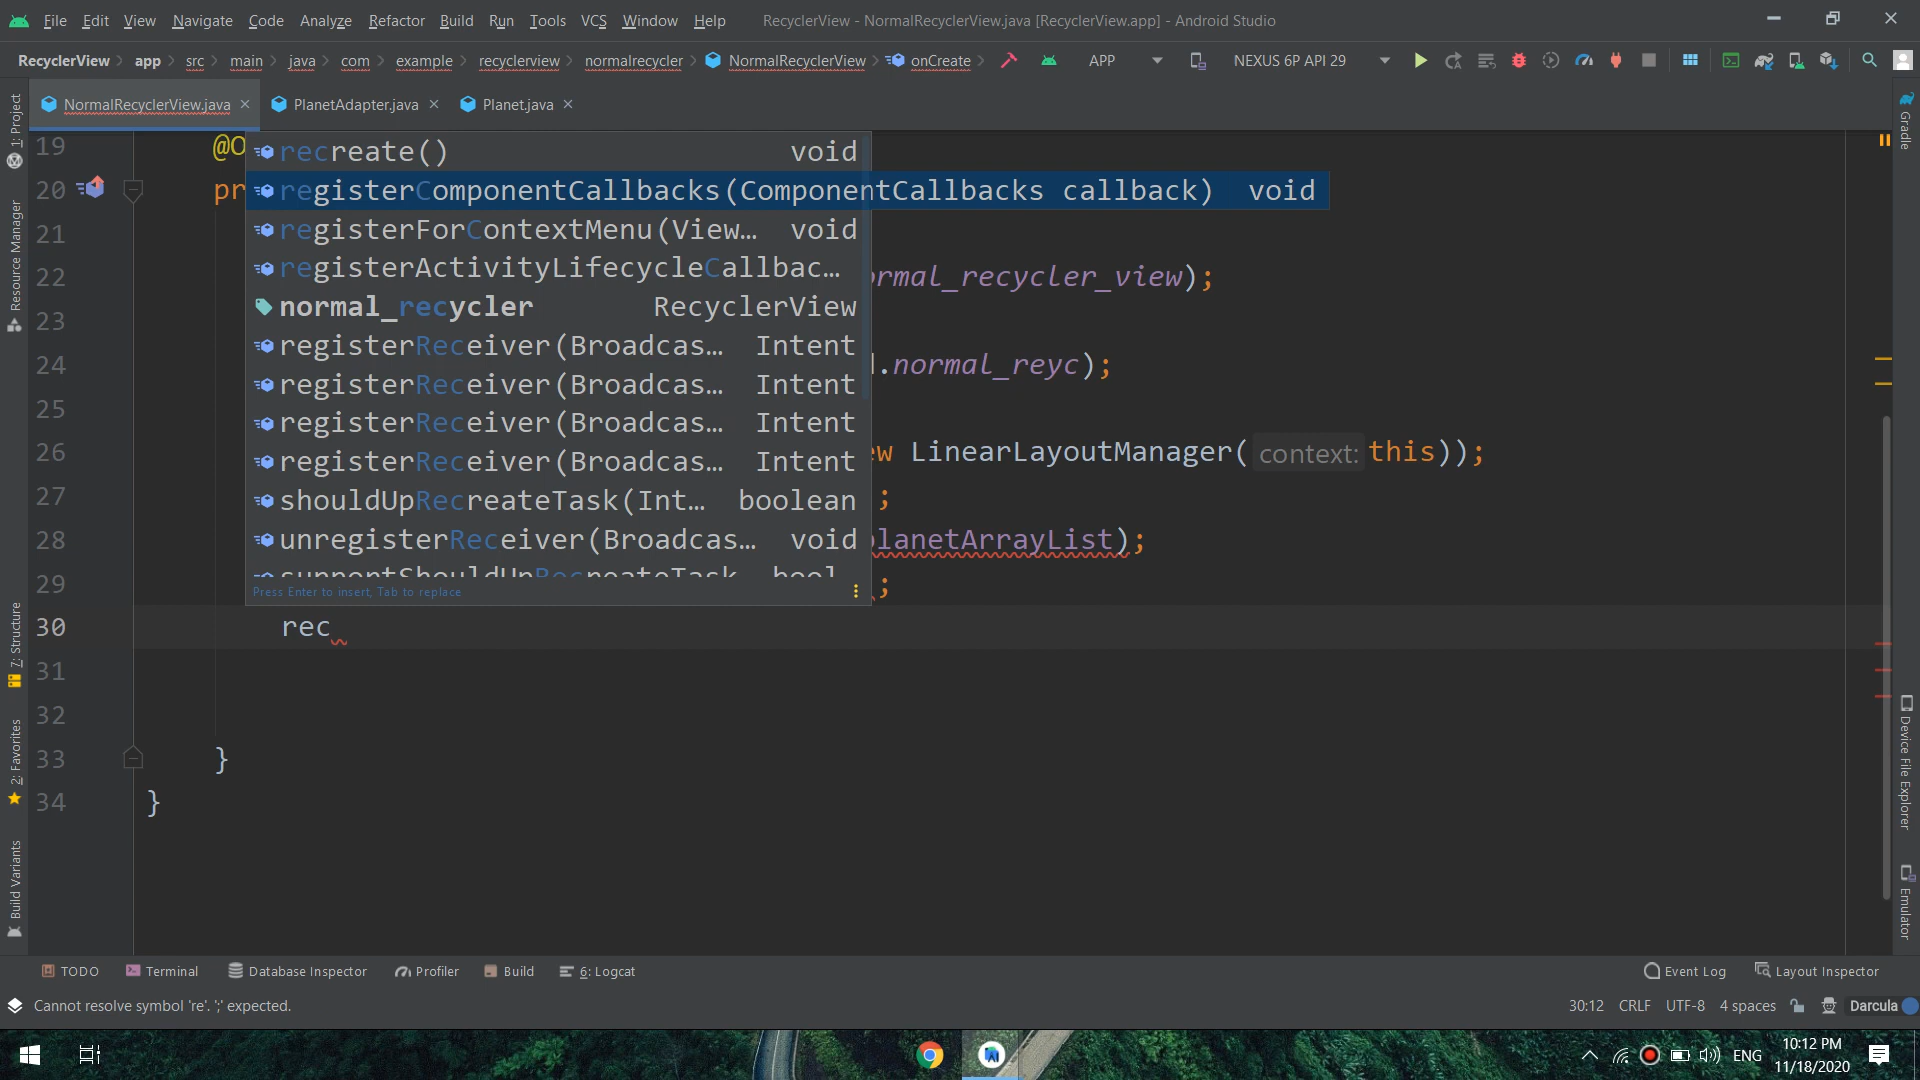 File Edit View Navigate Code Analyze Refactor Build Run Tools VCS Window Help RecyclerView - NormalRecyclerView.java [RecyclerView.app] - Android Studio
RecyclerView app src main java com example recyclerview normalrecycler NormalRecyclerView onCreate APP NEXUS 6P API 29
NormalRecyclerView.java PlanetAdapter.java Planet.java
1: Project
Resource Manager
7: Structure
2: Favorites
Build Variants
Gradle
Device File Explorer
Emulator
19 @O
20 pr
21
22 rmal_recycler_view);
23
24 .normal_reyc);
25
26 ew LinearLayoutManager( context: this));
27 ;
28 planetArrayList);
29 ;
30 rec
31
32
33 }
34 }
recreate() void
registerComponentCallbacks(ComponentCallbacks callback) void
registerForContextMenu(View… void
registerActivityLifecycleCallbac…
normal_recycler RecyclerView
registerReceiver(Broadcas… Intent
registerReceiver(Broadcas… Intent
registerReceiver(Broadcas… Intent
registerReceiver(Broadcas… Intent
shouldUpRecreateTask(Int… boolean
unregisterReceiver(Broadcas… void
supportShouldUpRecreateTask bool
Press Enter to insert, Tab to replace
TODO Terminal Database Inspector Profiler Build 6: Logcat Event Log Layout Inspector
Cannot resolve symbol 're'. ';' expected. 30:12 CRLF UTF-8 4 spaces Darcula
ENG 10:12 PM
11/18/2020